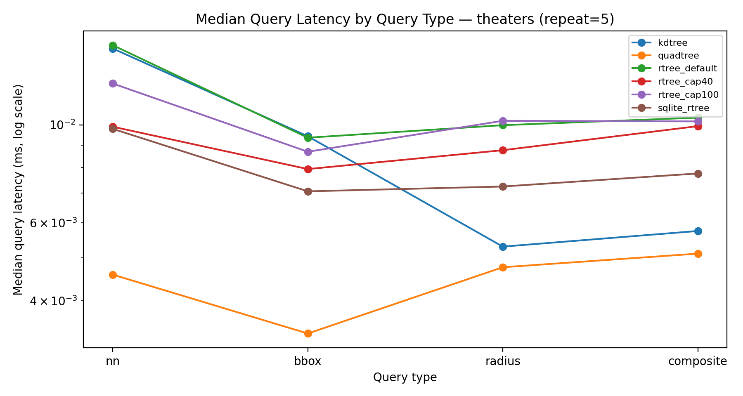 Median Query Latency by Query Type — theaters (repeat=5)
kdtree
quadtree
rtree_default
rtree_cap40
rtree_cap100
sqlite_rtree
Median query latency (ms, log scale)
10⁻²
6 × 10⁻³
4 × 10⁻³
nn
bbox
radius
composite
Query type